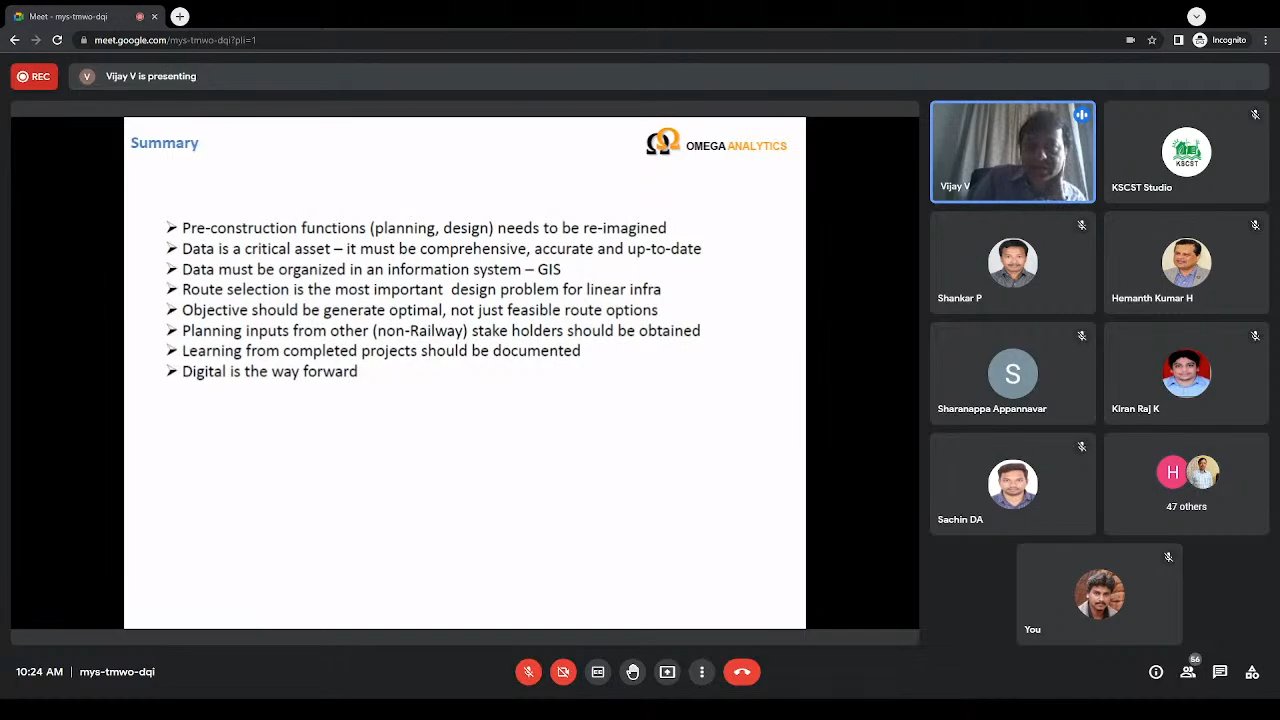 Meet - mys-tmwo-dqi
meet.google.com/mys-tmwo-dqi?pli=1
Incognito
REC
V
Vijay V is presenting
Summary
ΩΩ OMEGA ANALYTICS
➢ Pre-construction functions (planning, design) needs to be re-imagined
➢ Data is a critical asset – it must be comprehensive, accurate and up-to-date
➢ Data must be organized in an information system – GIS
➢ Route selection is the most important design problem for linear infra
➢ Objective should be generate optimal, not just feasible route options
➢ Planning inputs from other (non-Railway) stake holders should be obtained
➢ Learning from completed projects should be documented
➢ Digital is the way forward
Vijay V
KSCST
KSCST Studio
Shankar P
Hemanth Kumar H
S
Sharanappa Appannavar
Kiran Raj K
Sachin DA
H
47 others
You
10:24 AM | mys-tmwo-dqi
56